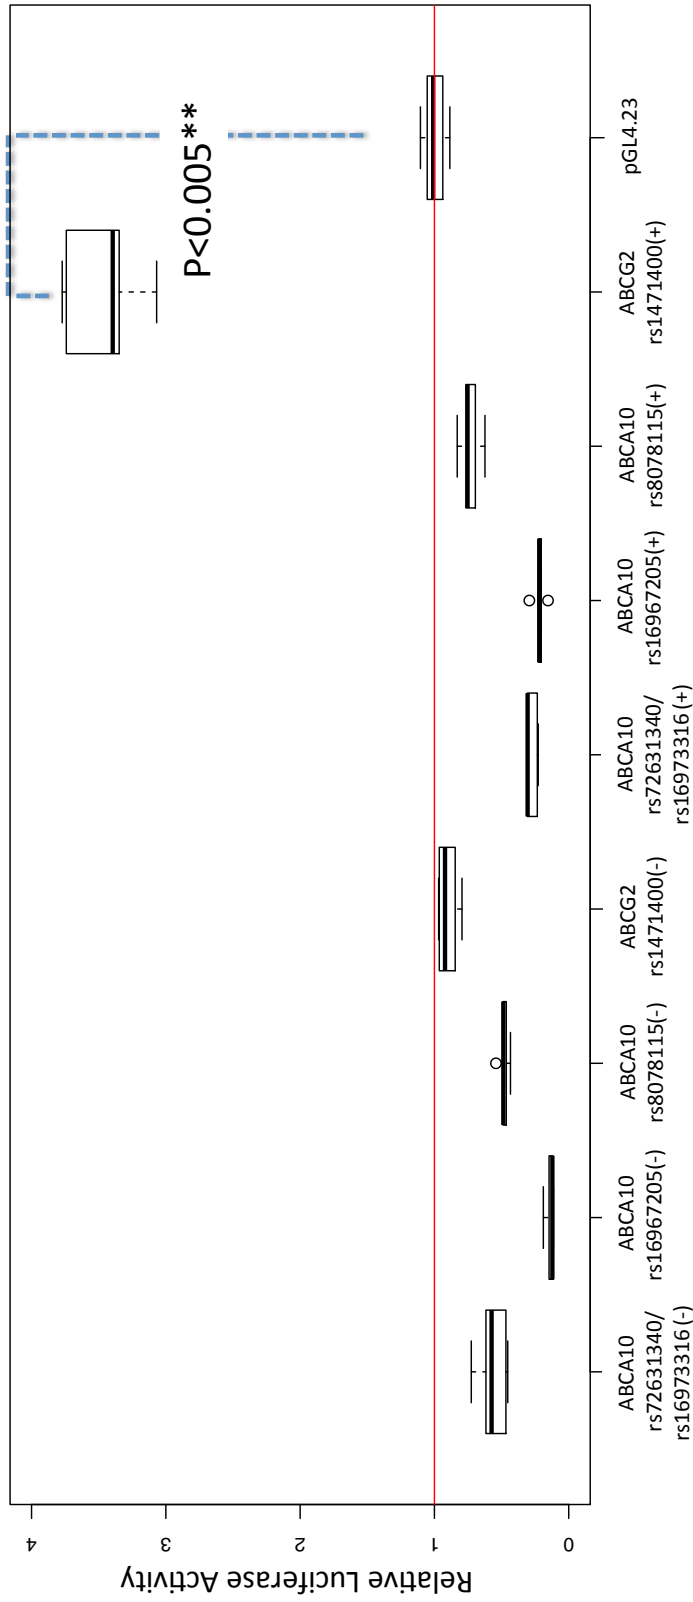 Relative Luciferase Activity
0
1
2
3
4
P<0.005**
ABCA10
rs72631340/
rs16973316 (-)
ABCA10
rs16967205(-)
ABCA10
rs8078115(-)
ABCG2
rs1471400(-)
ABCA10
rs72631340/
rs16973316 (+)
ABCA10
rs16967205(+)
ABCA10
rs8078115(+)
ABCG2
rs1471400(+)
pGL4.23